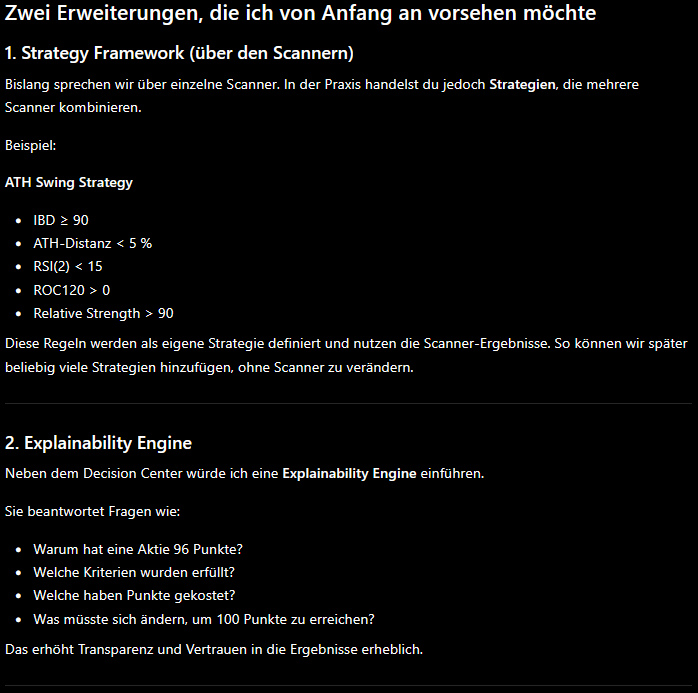 Zwei Erweiterungen, die ich von Anfang an vorsehen möchte
1. Strategy Framework (über den Scannern)
Bislang sprechen wir über einzelne Scanner. In der Praxis handelst du jedoch Strategien, die mehrere
Scanner kombinieren.
Beispiel:
ATH Swing Strategy
• IBD ≥ 90
• ATH-Distanz < 5 %
• RSI(2) < 15
• ROC120 > 0
• Relative Strength > 90
Diese Regeln werden als eigene Strategie definiert und nutzen die Scanner-Ergebnisse. So können wir später
beliebig viele Strategien hinzufügen, ohne Scanner zu verändern.
2. Explainability Engine
Neben dem Decision Center würde ich eine Explainability Engine einführen.
Sie beantwortet Fragen wie:
• Warum hat eine Aktie 96 Punkte?
• Welche Kriterien wurden erfüllt?
• Welche haben Punkte gekostet?
• Was müsste sich ändern, um 100 Punkte zu erreichen?
Das erhöht Transparenz und Vertrauen in die Ergebnisse erheblich.